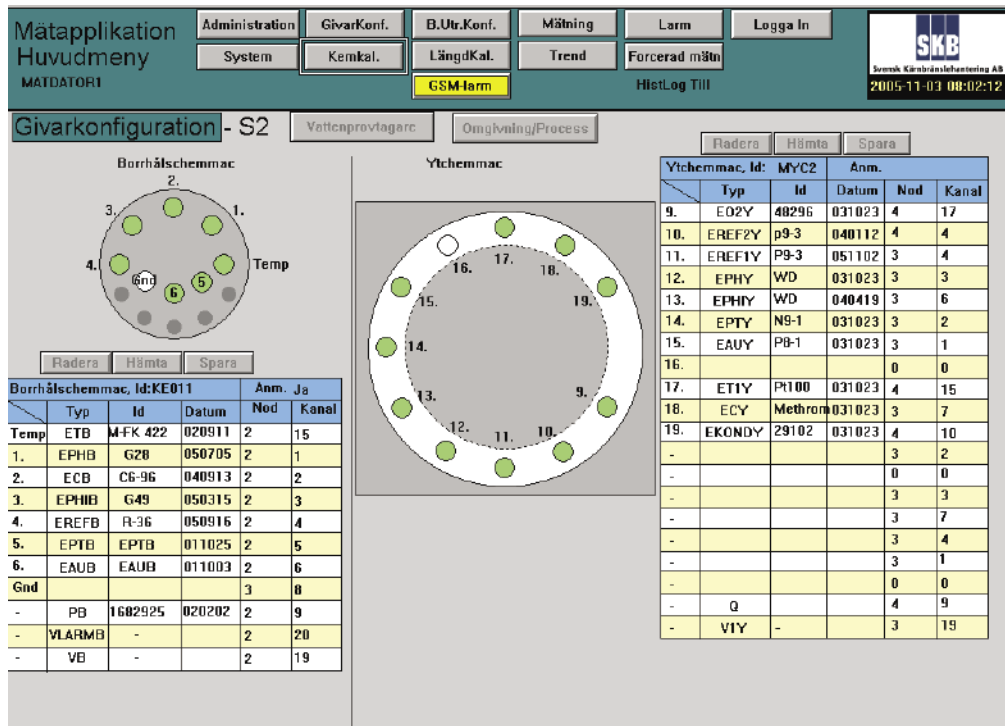 Mätapplikation
Huvudmeny
MATDATOR1
Administration GivarKonf. B.Utr.Konf. Mätning Larm Logga In
System Kemkal. LängdKal. Trend Forcerad mätn
GSM-larm HistLog Till
SKB
Svensk Kärnbränslehantering AB
2005-11-03 08:02:12
Givarkonfiguration - S2 Vattenprovtagare Omgivning/Process
Borrhålschemmac
2.
3. 1.
4. Temp
Gnd 6 5
Ytchemmac
16. 17. 18.
15. 19.
14.
13. 9.
12. 11. 10.
Radera Hämta Spara
Borrhålschemmac, Id:KE011 Anm. Ja
Typ Id Datum Nod Kanal
Temp ETB M-FK 422 020911 2 15
1. EPHB G28 050705 2 1
2. ECB C6-96 040913 2 2
3. EPHIB G49 050315 2 3
4. EREFB R-36 050916 2 4
5. EPTB EPTB 011025 2 5
6. EAUB EAUB 011003 2 6
Gnd 3 8
- PB 1682925 020202 2 9
- VLARMB - 2 20
- VB - 2 19
Radera Hämta Spara
Ytchemmac, Id: MYC2 Anm.
Typ Id Datum Nod Kanal
9. EO2Y 48296 031023 4 17
10. EREF2Y p9-3 040112 4 4
11. EREF1Y P9-3 051102 3 4
12. EPHY WD 031023 3 3
13. EPHIY WD 040419 3 6
14. EPTY N9-1 031023 3 2
15. EAUY P8-1 031023 3 1
16. 0 0
17. ET1Y Pt100 031023 4 15
18. ECY Methrom 031023 3 7
19. EKONDY 29102 031023 4 10
- 3 2
- 0 0
- 3 3
- 3 7
- 3 4
- 3 1
- 0 0
- Q 4 9
- V1Y - 3 19